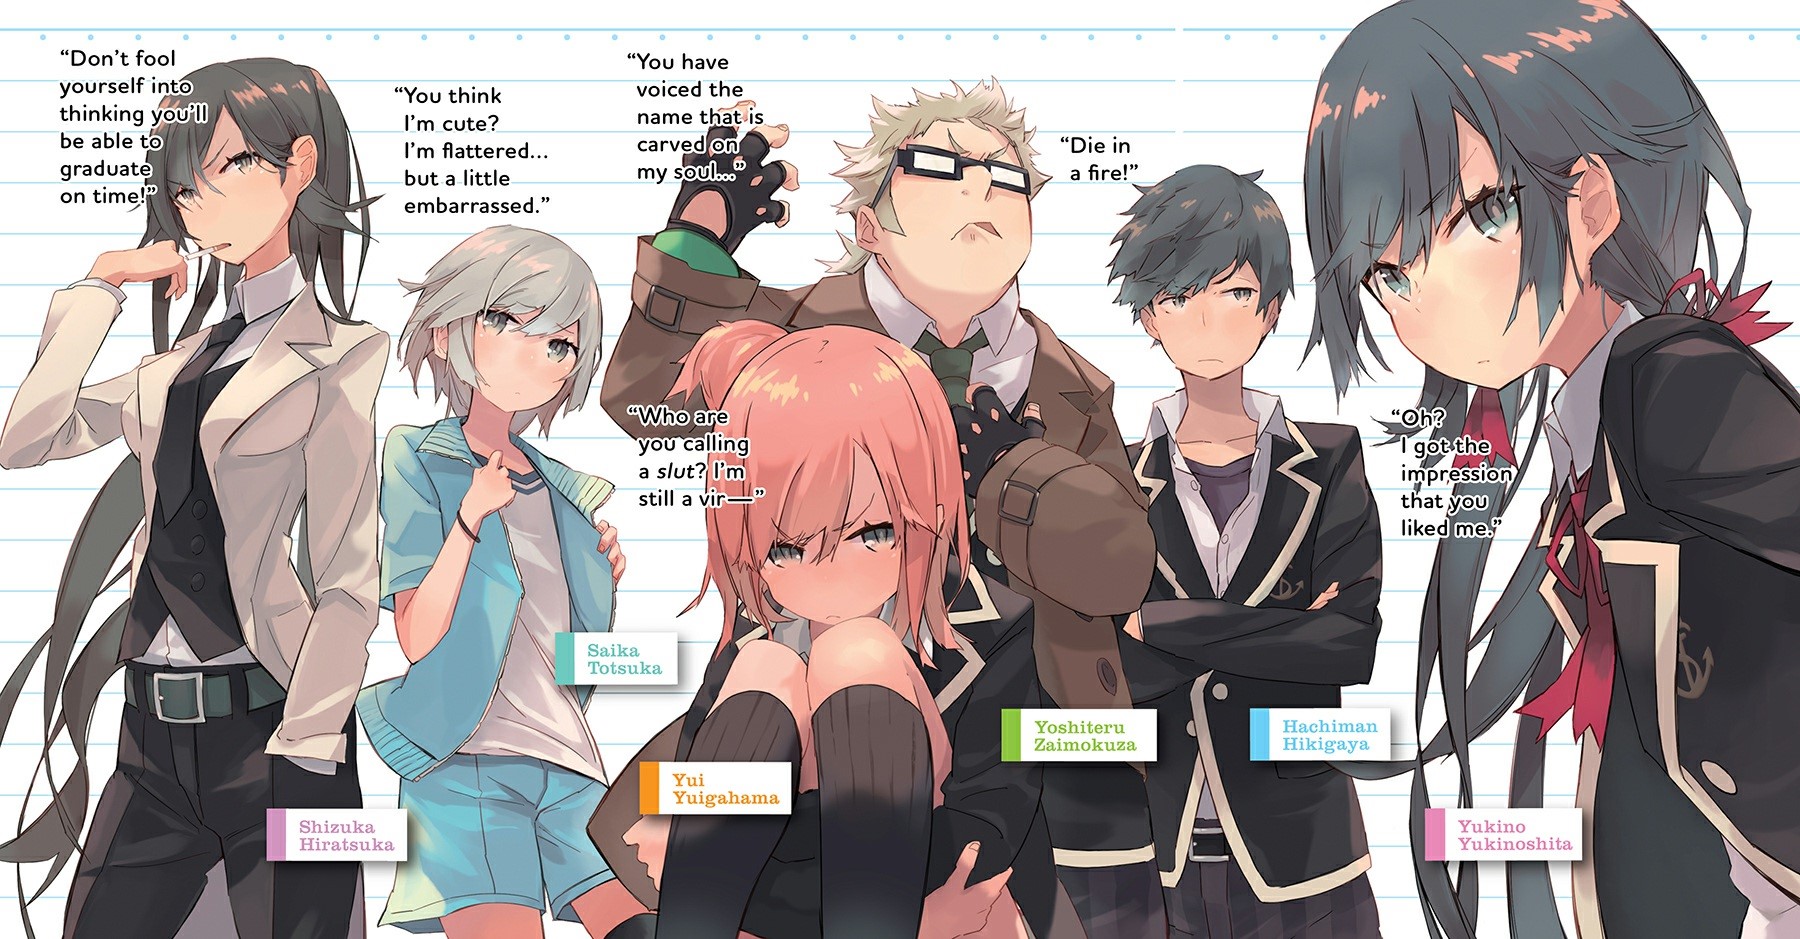 “Don’t fool
yourself into
thinking you’ll
be able to
graduate
on time!”
“You think
I’m cute?
I’m flattered...
but a little
embarrassed.”
“You have
voiced the
name that is
carved on
my soul...”
“Die in
a fire!”
“Who are
you calling
a slut? I’m
still a vir—”
“Oh?
I got the
impression
that you
liked me.”
Shizuka
Hiratsuka
Saika
Totsuka
Yui
Yuigahama
Yoshiteru
Zaimokuza
Hachiman
Hikigaya
Yukino
Yukinoshita